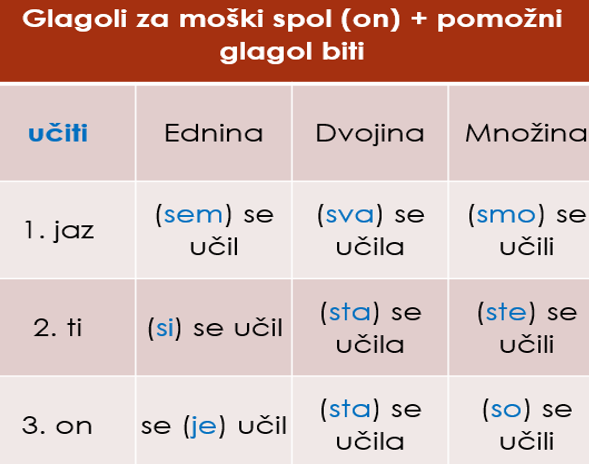 Glagoli za moški spol (on) + pomožni
glagol biti
učiti Ednina Dvojina Množina
1. jaz
(sem) se
učil
(sva) se
učila
(smo) se
učili
2. ti
(si) se učil
(sta) se
učila
(ste) se
učili
3. on
se (je) učil
(sta) se
učila
(so) se
učili